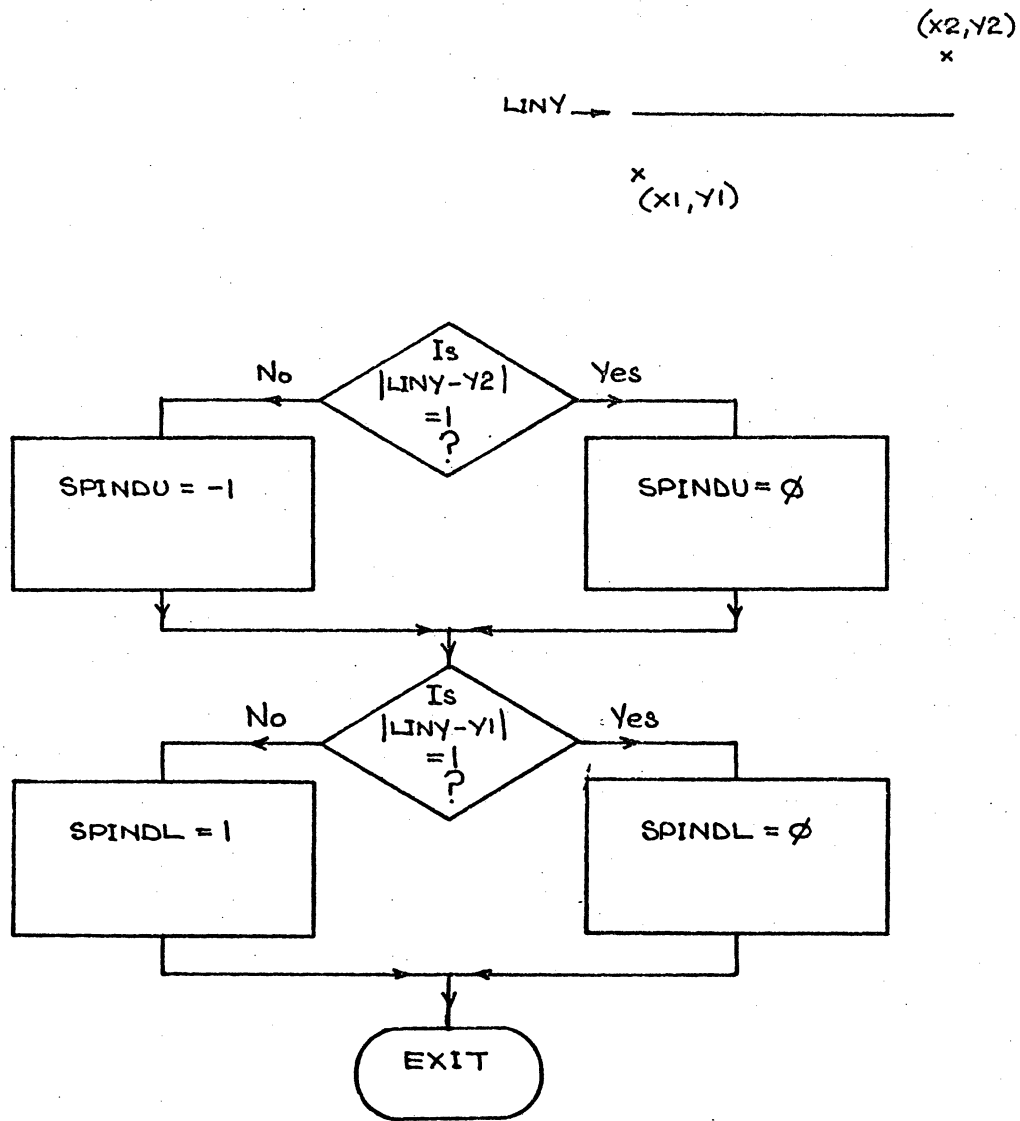 (X2,Y2)
x
LINY
x
(X1,Y1)
Is
|LINY-Y2|
=1
?
No
Yes
SPINDU = -1
SPINDU = ∅
Is
|LINY-Y1|
=1
?
No
Yes
SPINDL = 1
SPINDL = ∅
EXIT